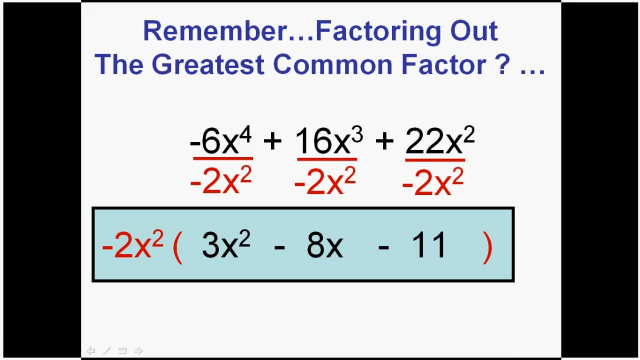 Remember…Factoring Out
The Greatest Common Factor ? …
-6x⁴ + 16x³ + 22x²
-2x² -2x² -2x²
-2x² ( 3x² - 8x - 11 )